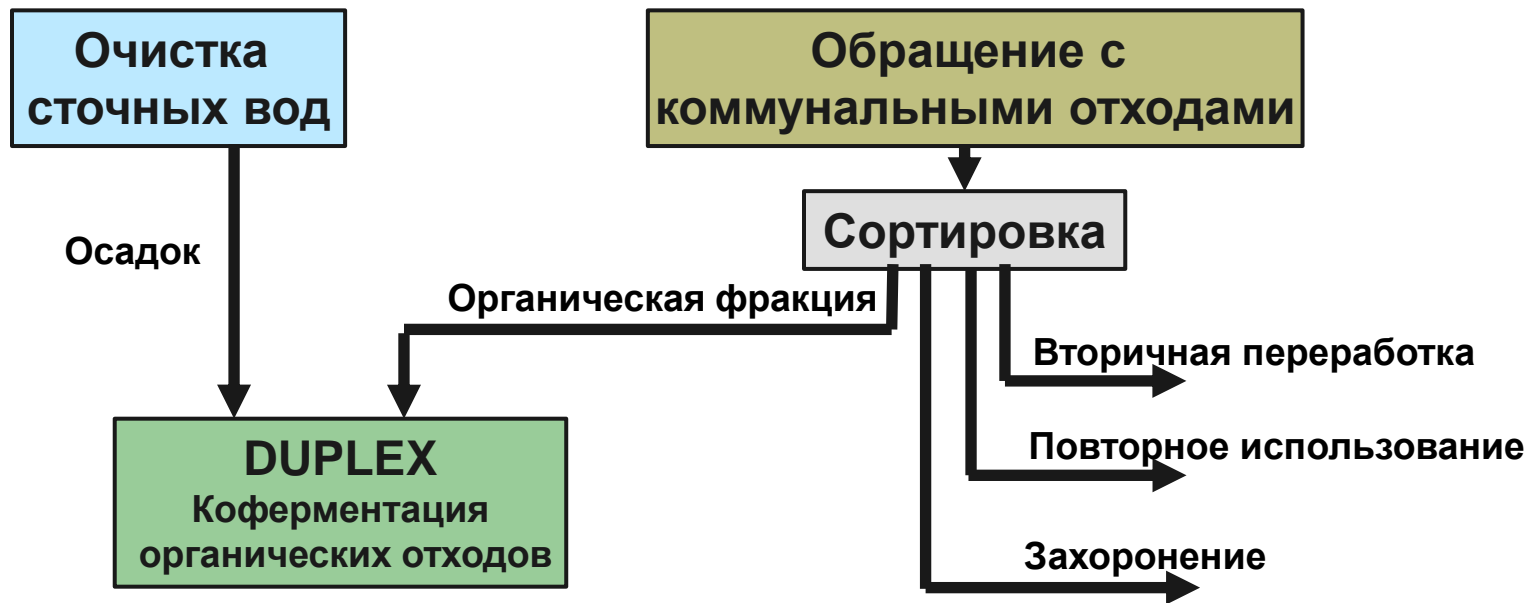 Очистка
сточных вод
Обращение с
коммунальными отходами
Сортировка
Осадок
Органическая фракция
Вторичная переработка
Повторное использование
Захоронение
DUPLEX
Коферментация
органических отходов